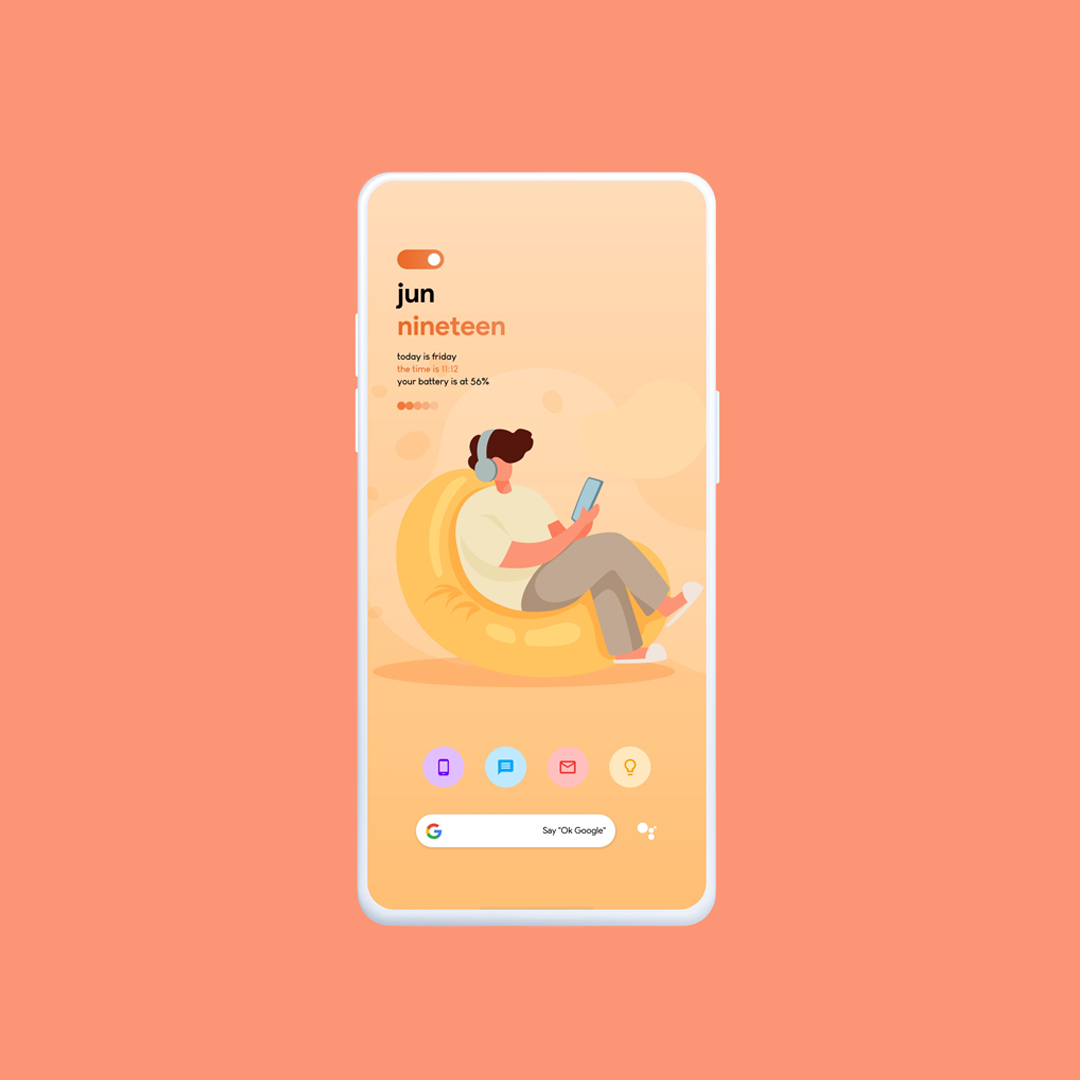 jun
nineteen
today is friday
the time is 11:12
your battery is at 56%
Say "Ok Google"